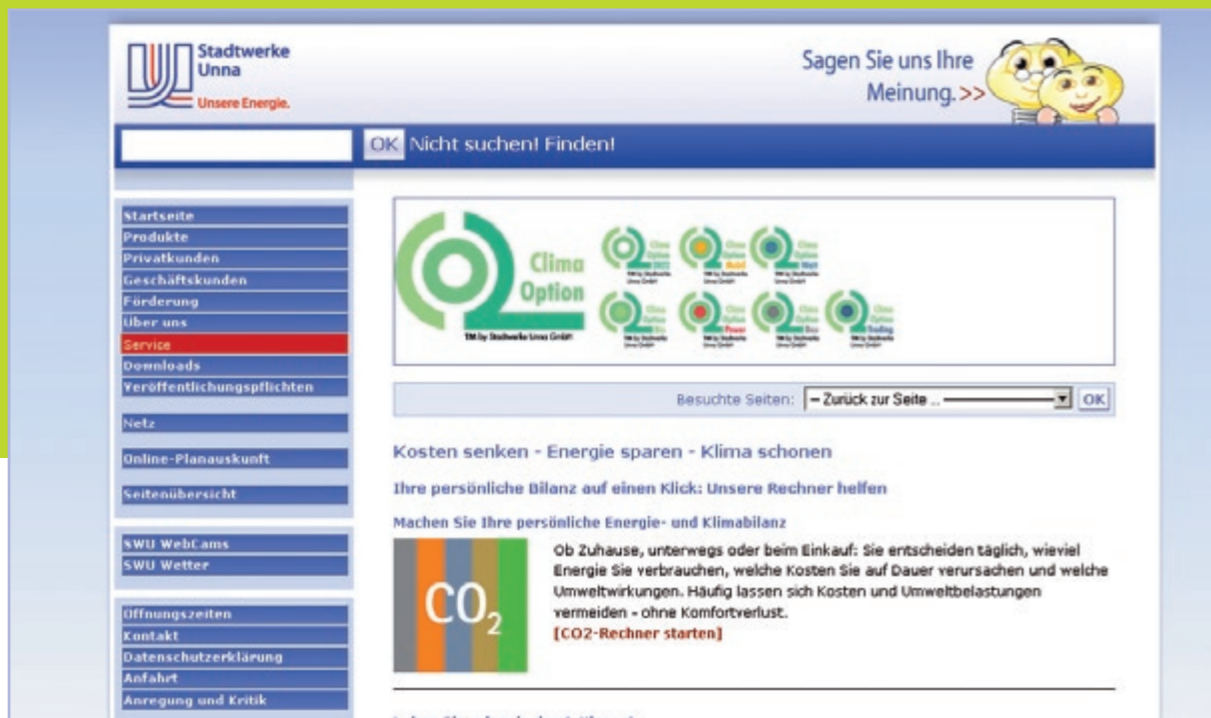 Stadtwerke
Unna
Unsere Energie.
Sagen Sie uns Ihre
Meinung.>>
OK Nicht suchen! Finden!
Startseite
Produkte
Privatkunden
Geschäftskunden
Förderung
Über uns
Service
Downloads
Veröffentlichungspflichten
Netz
Online-Planauskunft
Seitenübersicht
SWU WebCams
SWU Wetter
Öffnungszeiten
Kontakt
Datenschutzerklärung
Anfahrt
Anregung und Kritik
Clima
Option
TM by Stadtwerke Unna GmbH
Besuchte Seiten: – Zurück zur Seite ... OK
Kosten senken - Energie sparen - Klima schonen
Ihre persönliche Bilanz auf einen Klick: Unsere Rechner helfen
Machen Sie Ihre persönliche Energie- und Klimabilanz
CO2
Ob Zuhause, unterwegs oder beim Einkauf: Sie entscheiden täglich, wieviel
Energie Sie verbrauchen, welche Kosten Sie auf Dauer verursachen und welche
Umweltwirkungen. Häufig lassen sich Kosten und Umweltbelastungen
vermeiden - ohne Komfortverlust.
[CO2-Rechner starten]